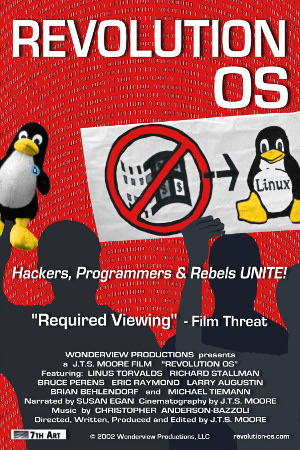 REVOLUTION
OS
Linux
Hackers, Programmers & Rebels UNITE!
"Required Viewing" - Film Threat
WONDERVIEW PRODUCTIONS presents
a J.T.S. MOORE FILM "REVOLUTION OS"
Featuring: LINUS TORVALDS RICHARD STALLMAN
BRUCE PERENS ERIC RAYMOND LARRY AUGUSTIN
BRIAN BEHLENDORF and MICHAEL TIEMANN
Narrated by SUSAN EGAN Cinematography by J.T.S. MOORE
Music by CHRISTOPHER ANDERSON-BAZZOLI
Directed, Written, Produced and Edited by J.T.S. MOORE
7TH ART
© 2002 Wonderview Productions, LLC
revolution-os.com